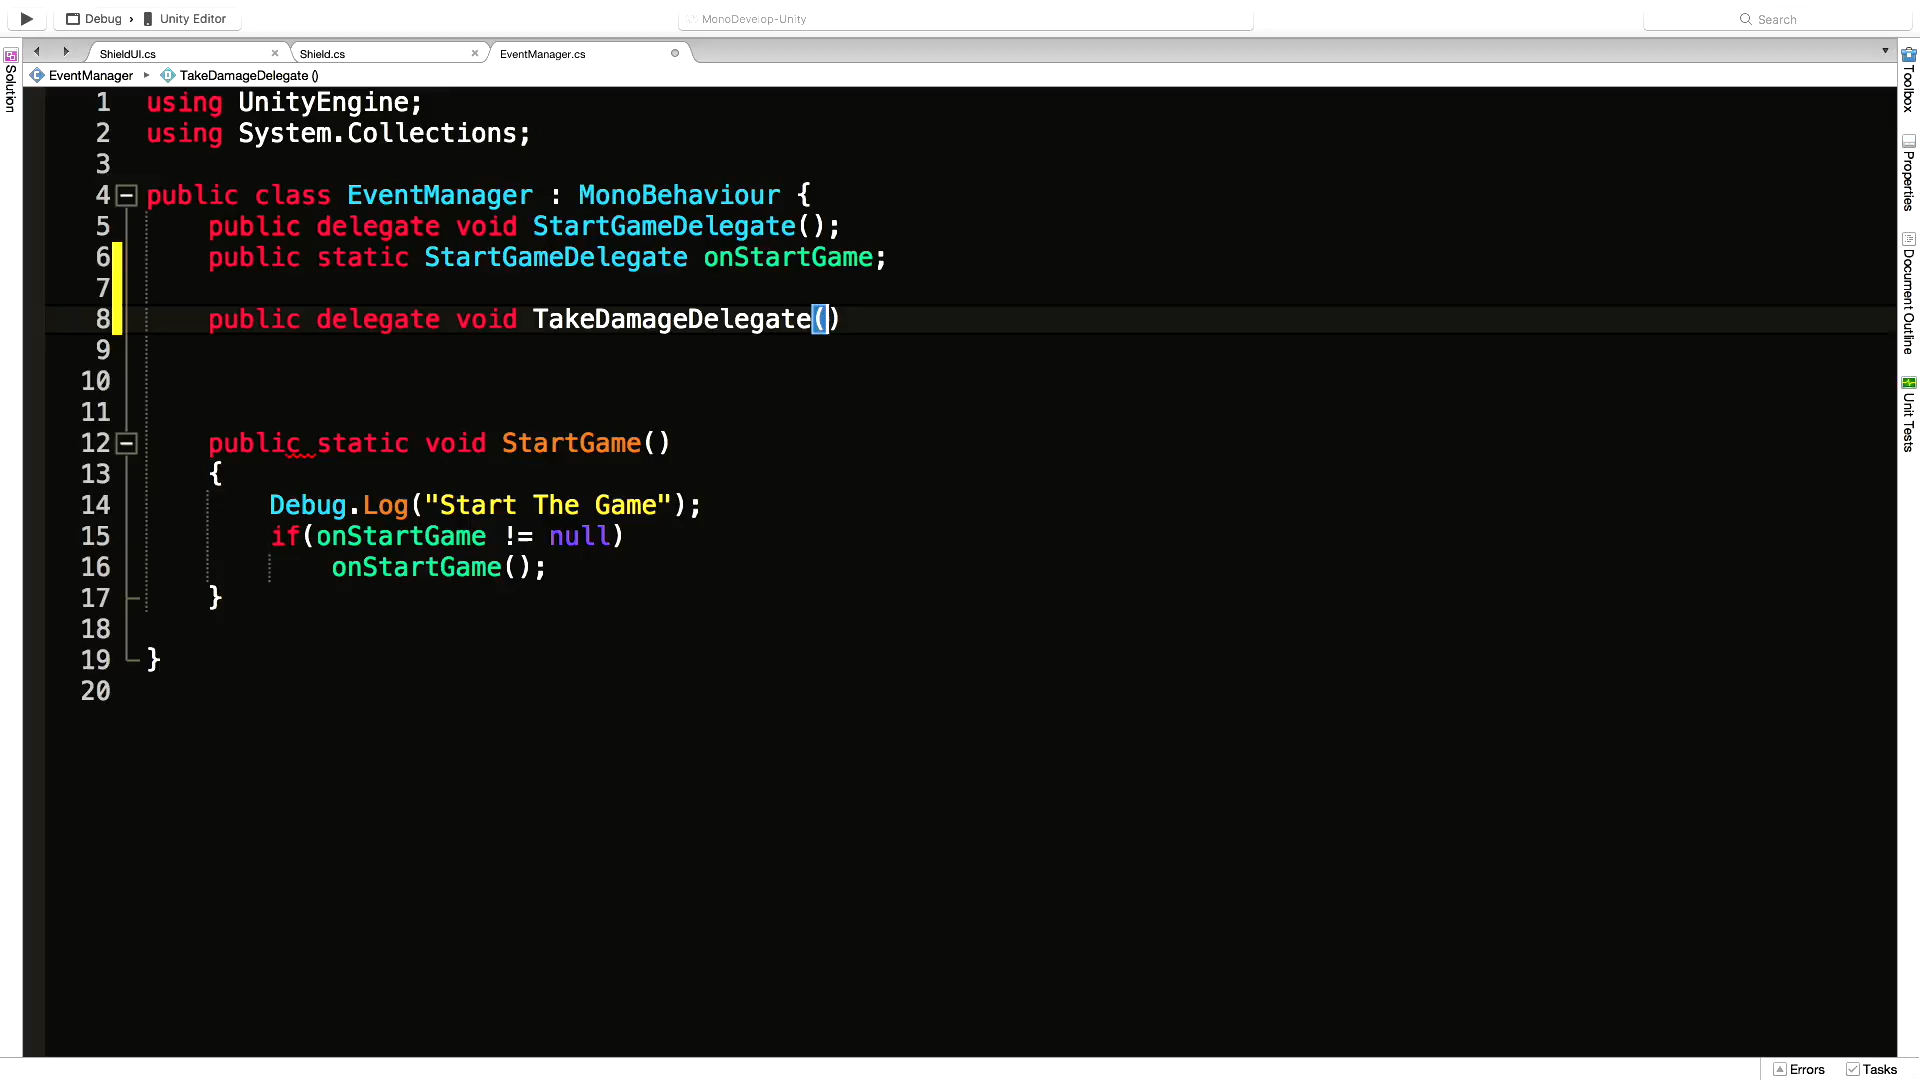 Debug › Unity Editor
MonoDevelop-Unity
Search
ShieldUI.cs
Shield.cs
EventManager.cs
EventManager
TakeDamageDelegate ()
Solution
1 using UnityEngine;
2 using System.Collections;
3
4 public class EventManager : MonoBehaviour {
5 public delegate void StartGameDelegate();
6 public static StartGameDelegate onStartGame;
7
8 public delegate void TakeDamageDelegate()
9
10
11
12 public static void StartGame()
13 {
14 Debug.Log("Start The Game");
15 if(onStartGame != null)
16 onStartGame();
17 }
18
19 }
20
Toolbox
Properties
Document Outline
Unit Tests
Errors
Tasks